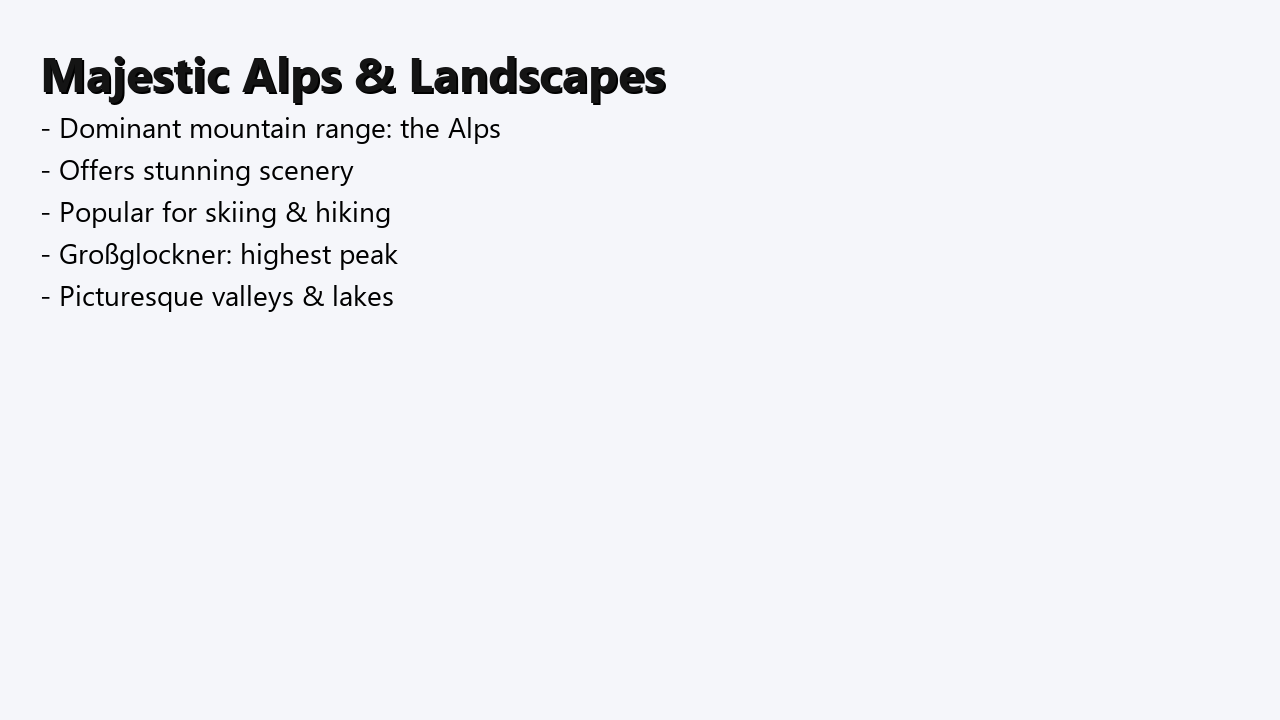 Majestic Alps & Landscapes
- Dominant mountain range: the Alps
- Offers stunning scenery
- Popular for skiing & hiking
- Großglockner: highest peak
- Picturesque valleys & lakes